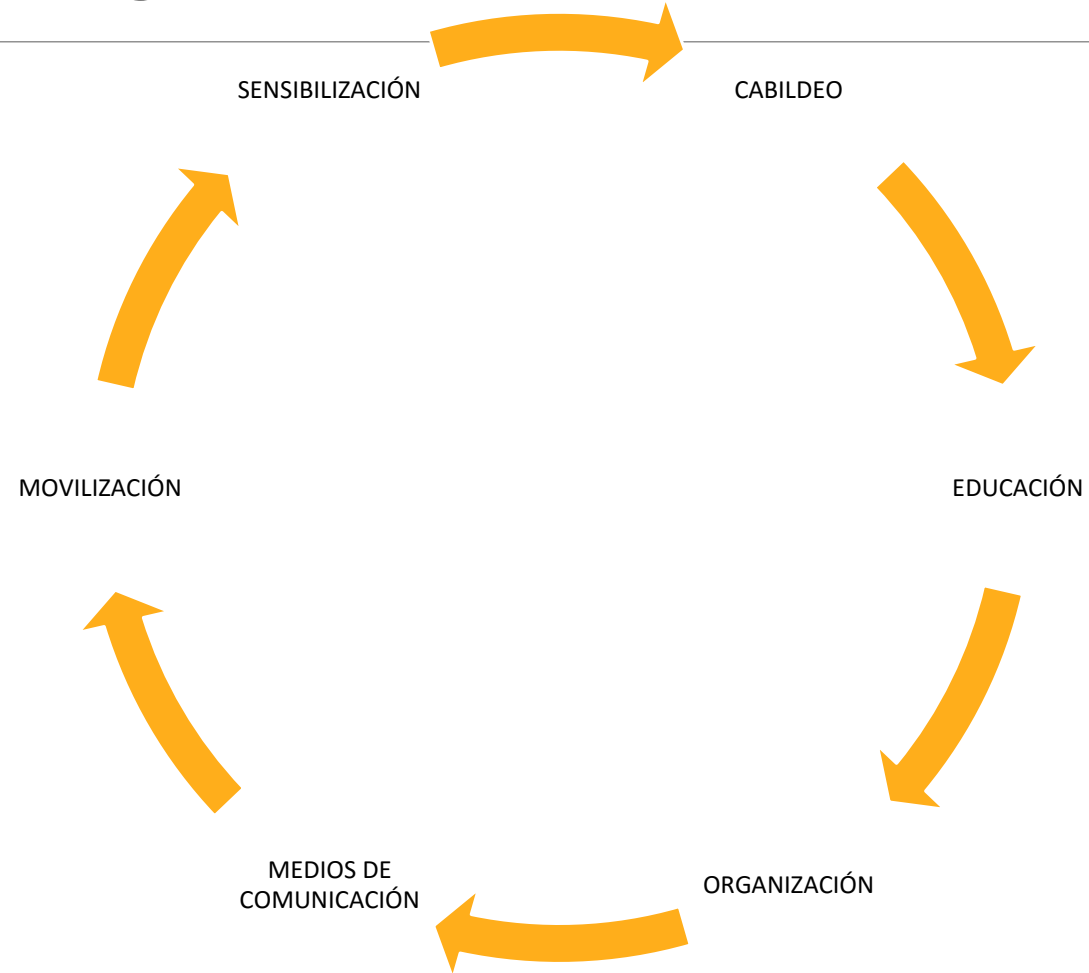 SENSIBILIZACIÓN
CABILDEO
EDUCACIÓN
ORGANIZACIÓN
MEDIOS DE
COMUNICACIÓN
MOVILIZACIÓN